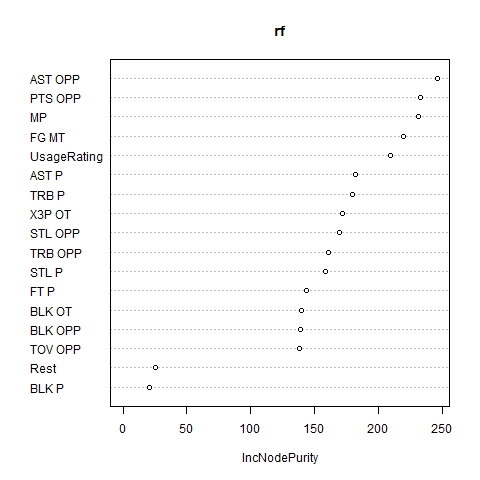 rf
AST OPP
PTS OPP
MP
FG MT
UsageRating
AST P
TRB P
X3P OT
STL OPP
TRB OPP
STL P
FT P
BLK OT
BLK OPP
TOV OPP
Rest
BLK P
0 50 100 150 200 250
IncNodePurity